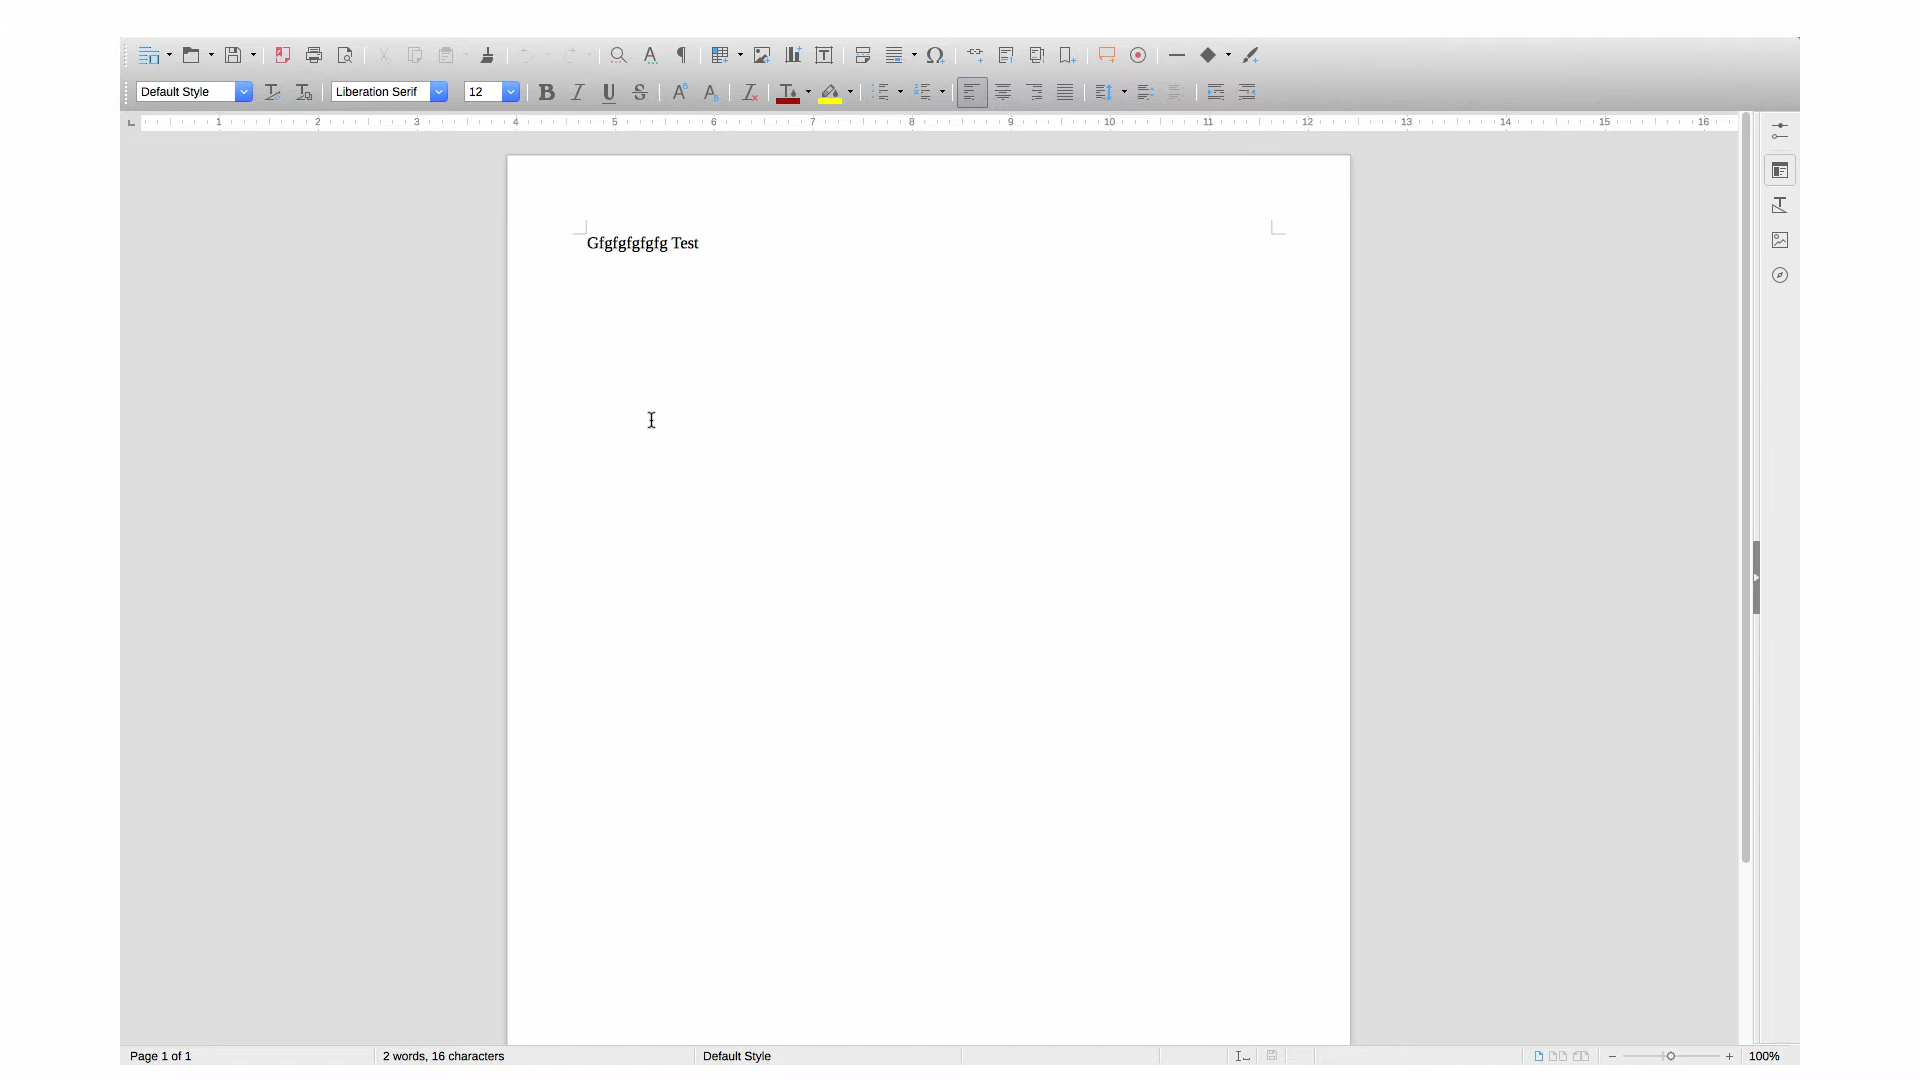 Default Style
Liberation Serif
12
1 2 3 4 5 6 7 8 9 10 11 12 13 14 15 16
Gfgfgfgfgfg Test
Page 1 of 1
2 words, 16 characters
Default Style
100%